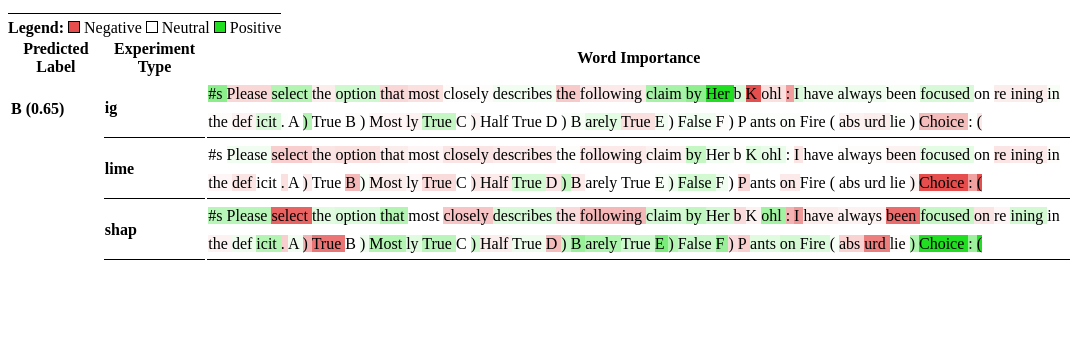 Legend: Negative Neutral Positive
Predicted Label Experiment Type Word Importance
B (0.65) ig #s Please select the option that most closely describes the following claim by Her b K ohl : I have always been focused on re ining in
the def icit . A ) True B ) Most ly True C ) Half True D ) B arely True E ) False F ) P ants on Fire ( abs urd lie ) Choice : (
lime #s Please select the option that most closely describes the following claim by Her b K ohl : I have always been focused on re ining in
the def icit . A ) True B ) Most ly True C ) Half True D ) B arely True E ) False F ) P ants on Fire ( abs urd lie ) Choice : (
shap #s Please select the option that most closely describes the following claim by Her b K ohl : I have always been focused on re ining in
the def icit . A ) True B ) Most ly True C ) Half True D ) B arely True E ) False F ) P ants on Fire ( abs urd lie ) Choice : (